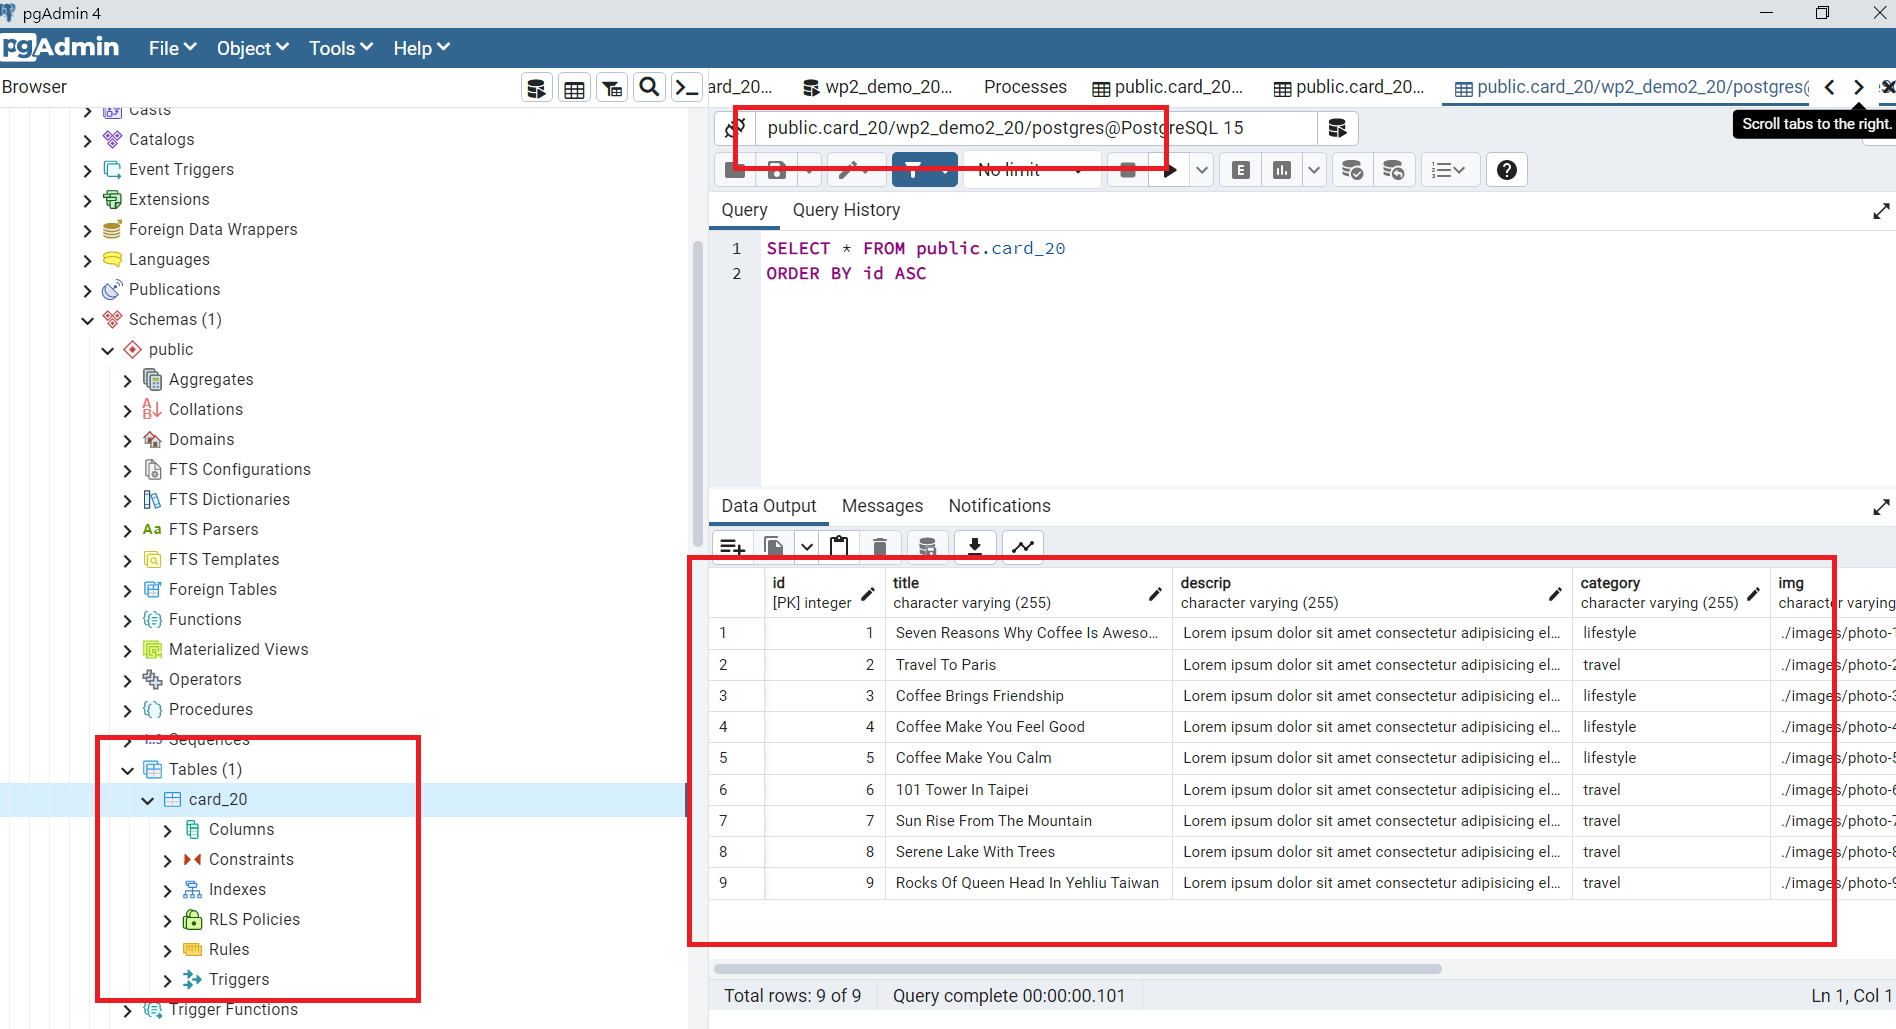 pgAdmin 4
pgAdmin File Object Tools Help
Browser
ard_20... wp2_demo_20... Processes public.card_20... public.card_20... public.card_20/wp2_demo2_20/postgres@
Scroll tabs to the right.
public.card_20/wp2_demo2_20/postgres@PostgreSQL 15
No limit
E
Query Query History
1 SELECT * FROM public.card_20
2 ORDER BY id ASC
Casts
Catalogs
Event Triggers
Extensions
Foreign Data Wrappers
Languages
Publications
Schemas (1)
public
Aggregates
Collations
Domains
FTS Configurations
FTS Dictionaries
Aa FTS Parsers
FTS Templates
Foreign Tables
Functions
Materialized Views
Operators
Procedures
1..3 Sequences
Tables (1)
card_20
Columns
Constraints
Indexes
RLS Policies
Rules
Triggers
Trigger Functions
Data Output Messages Notifications
id title descrip category img
[PK] integer character varying (255) character varying (255) character varying (255) character varying
1 1 Seven Reasons Why Coffee Is Aweso... Lorem ipsum dolor sit amet consectetur adipisicing el... lifestyle ./images/photo-1
2 2 Travel To Paris Lorem ipsum dolor sit amet consectetur adipisicing el... travel ./images/photo-2
3 3 Coffee Brings Friendship Lorem ipsum dolor sit amet consectetur adipisicing el... lifestyle ./images/photo-3
4 4 Coffee Make You Feel Good Lorem ipsum dolor sit amet consectetur adipisicing el... lifestyle ./images/photo-4
5 5 Coffee Make You Calm Lorem ipsum dolor sit amet consectetur adipisicing el... lifestyle ./images/photo-5
6 6 101 Tower In Taipei Lorem ipsum dolor sit amet consectetur adipisicing el... travel ./images/photo-6
7 7 Sun Rise From The Mountain Lorem ipsum dolor sit amet consectetur adipisicing el... travel ./images/photo-7
8 8 Serene Lake With Trees Lorem ipsum dolor sit amet consectetur adipisicing el... travel ./images/photo-8
9 9 Rocks Of Queen Head In Yehliu Taiwan Lorem ipsum dolor sit amet consectetur adipisicing el... travel ./images/photo-9
Total rows: 9 of 9 Query complete 00:00:00.101 Ln 1, Col 1